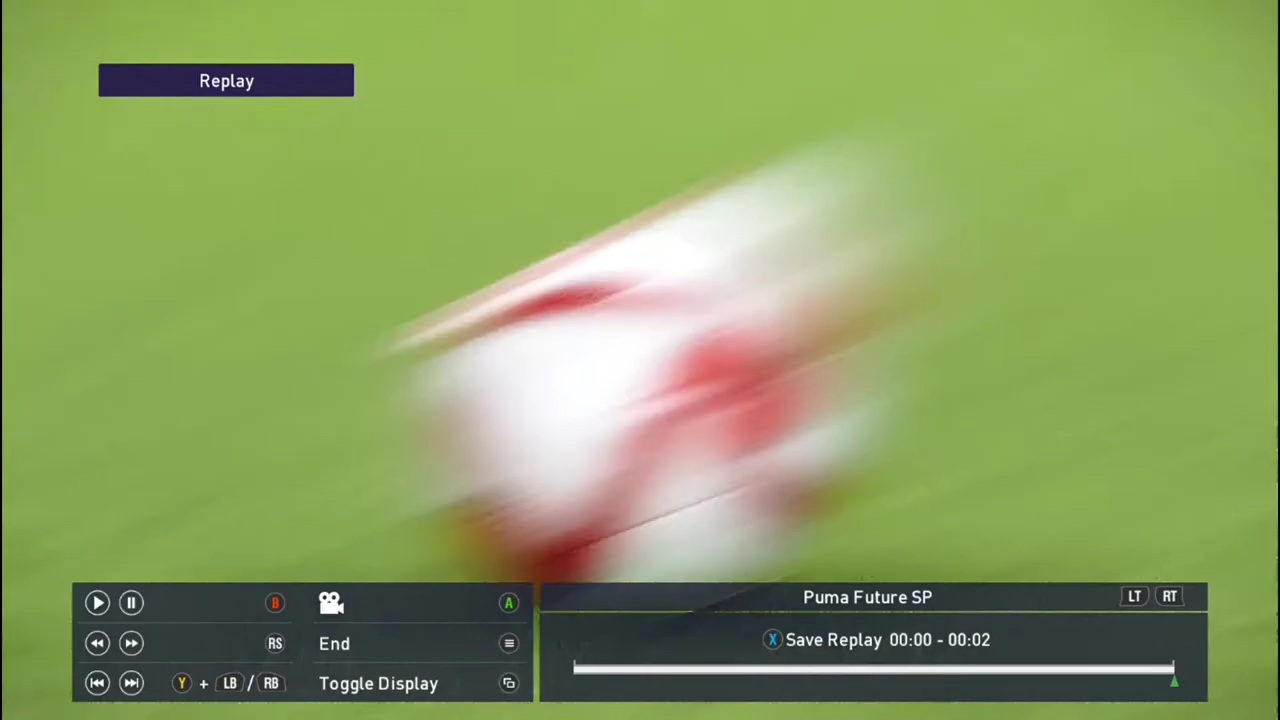 Replay
B
A
RS
End
Y + LB / RB
Toggle Display
Puma Future SP
LT RT
X Save Replay 00:00 - 00:02